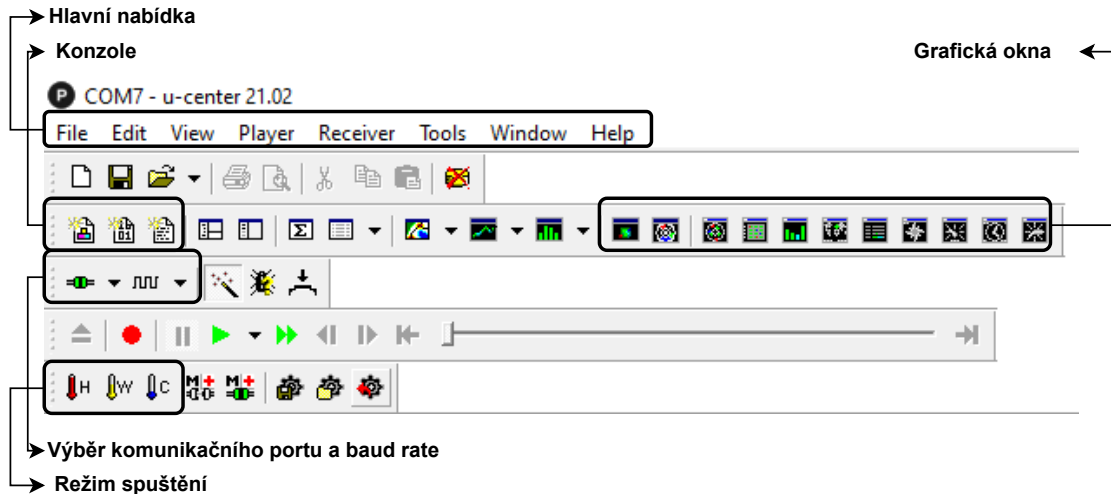 Hlavní nabídka
Konzole
Grafická okna
COM7 - u-center 21.02
File Edit View Player Receiver Tools Window Help
H W C
Výběr komunikačního portu a baud rate
Režim spuštění